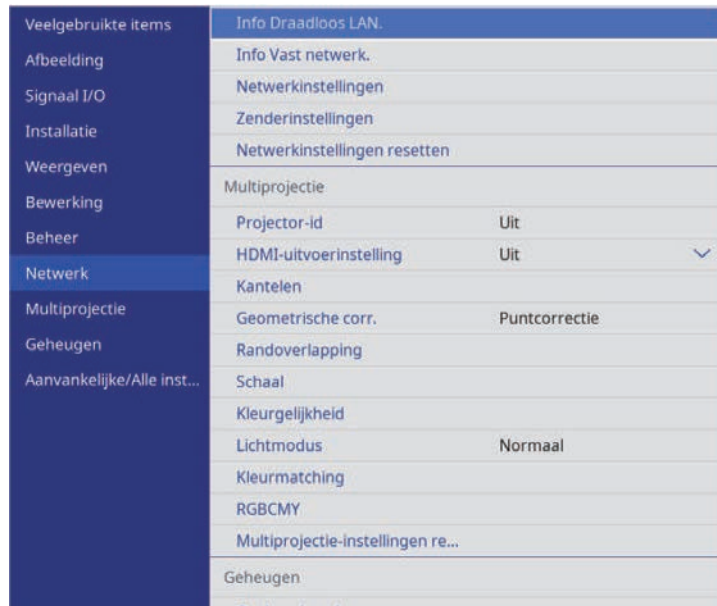 Veelgebruikte items
Afbeelding
Signaal I/O
Installatie
Weergeven
Bewerking
Beheer
Netwerk
Multiprojectie
Geheugen
Aanvankelijke/Alle inst...
Info Draadloos LAN.
Info Vast netwerk.
Netwerkinstellingen
Zenderinstellingen
Netwerkinstellingen resetten
Multiprojectie
Projector-id Uit
HDMI-uitvoerinstelling Uit
Kantelen
Geometrische corr. Puntcorrectie
Randoverlapping
Schaal
Kleurgelijkheid
Lichtmodus Normaal
Kleurmatching
RGBCMY
Multiprojectie-instellingen re...
Geheugen